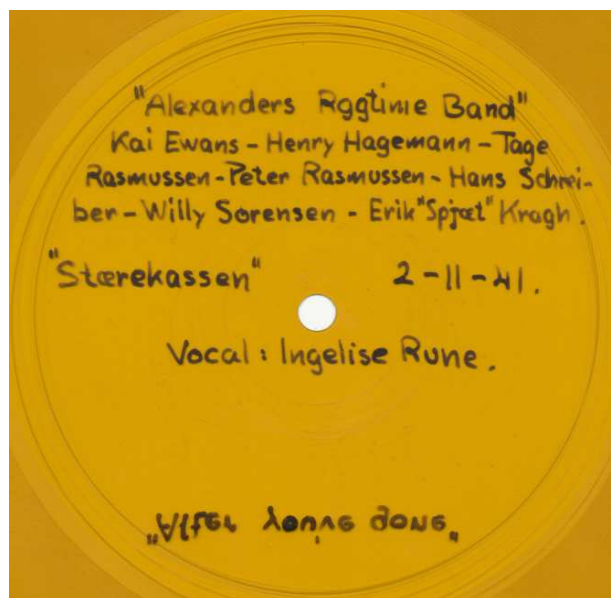 "Alexanders Rggtime Band"
Kai Ewans - Henry Hagemann - Tage
Rasmussen - Peter Rasmussen - Hans Schrei-
ber - Willy Sorensen - Erik "Spjæt" Kragh.
"Stærekassen" 2-11-41.
Vocal : Ingelise Rune.
"After you've gone"